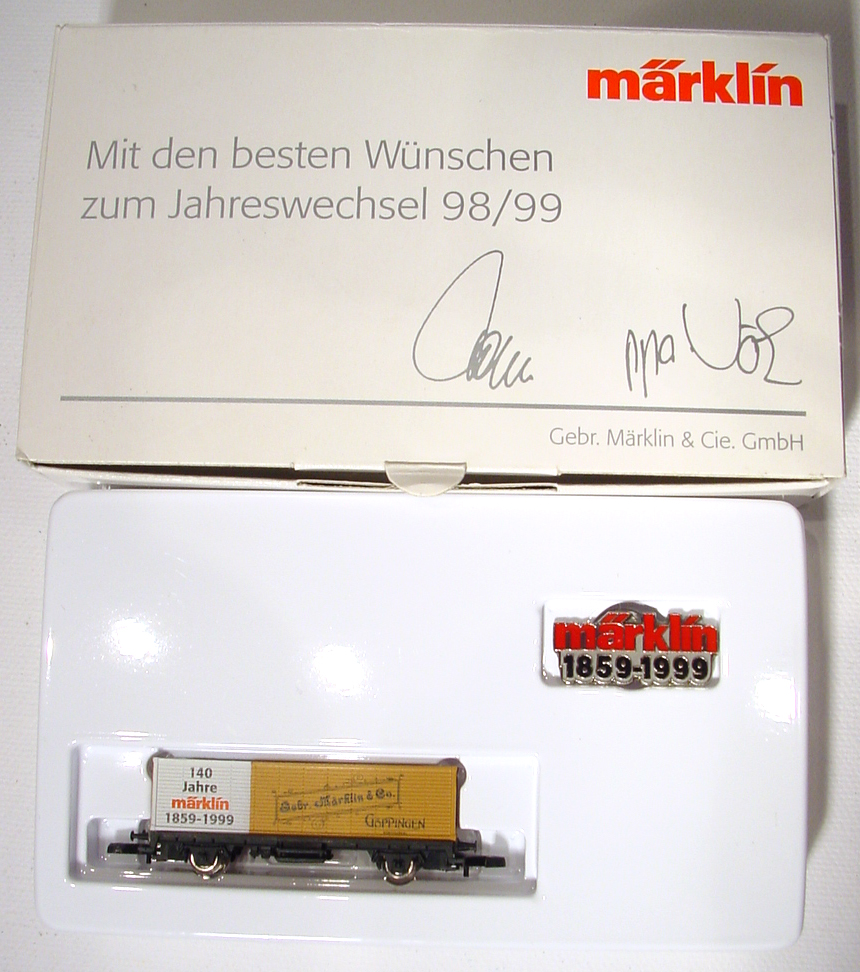 märklin
Mit den besten Wünschen
zum Jahreswechsel 98/99
ppa
Gebr. Märklin & Cie. GmbH
märklin
1859-1999
140
Jahre
märklin
1859-1999
Gebr. Märklin & Co.
GÖPPINGEN